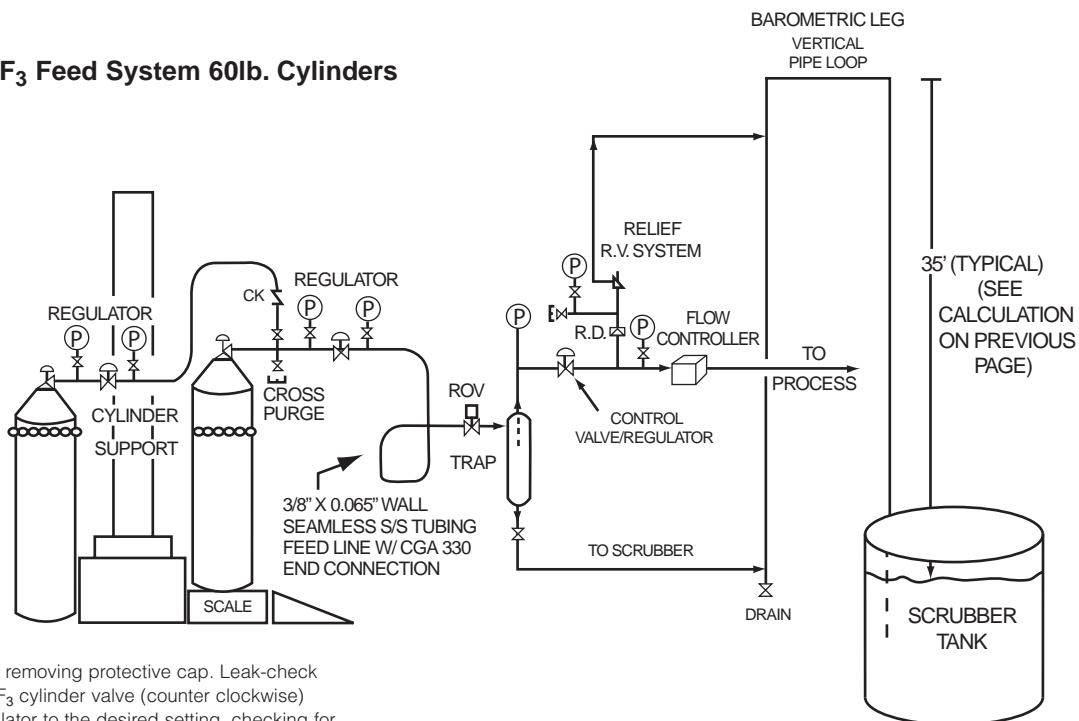 BAROMETRIC LEG
VERTICAL
PIPE LOOP
F3 Feed System 60lb. Cylinders
RELIEF
R.V. SYSTEM
35' (TYPICAL)
(SEE
CALCULATION
ON PREVIOUS
PAGE)
REGULATOR
P
P
CK
REGULATOR
P
P
P
P
R.D.
P
FLOW
CONTROLLER
TO
PROCESS
CYLINDER
SUPPORT
CROSS
PURGE
ROV
TRAP
CONTROL
VALVE/REGULATOR
3/8" X 0.065" WALL
SEAMLESS S/S TUBING
FEED LINE W/ CGA 330
END CONNECTION
TO SCRUBBER
SCALE
DRAIN
SCRUBBER
TANK
removing protective cap. Leak-check
F3 cylinder valve (counter clockwise)
lator to the desired setting, checking for